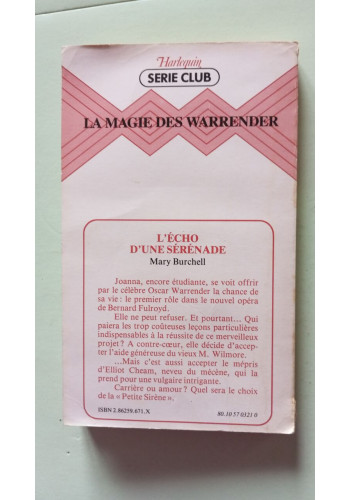 Harlequin
SERIE CLUB
LA MAGIE DES WARRENDER
L'ÉCHO
D'UNE SÉRÉNADE
Mary Burchell
Joanna, encore étudiante, se voit offrir
par le célèbre Oscar Warrender la chance de
sa vie : le premier rôle dans le nouvel opéra
de Bernard Fulroyd.
Elle ne peut refuser. Et pourtant... Qui
paiera les trop coûteuses leçons particulières
indispensables à la réussite de ce merveilleux
projet ? A contre-cœur, elle décide d'accep-
ter l'aide généreuse du vieux M. Wilmore.
...Mais c'est aussi accepter le mépris
d'Elliot Cheam, neveu du mécène, qui la
prend pour une vulgaire intrigante.
Carrière ou amour ? Quel sera le choix
de la « Petite Sirène ».
ISBN 2.86259.671.X
80.10 57 0321 0